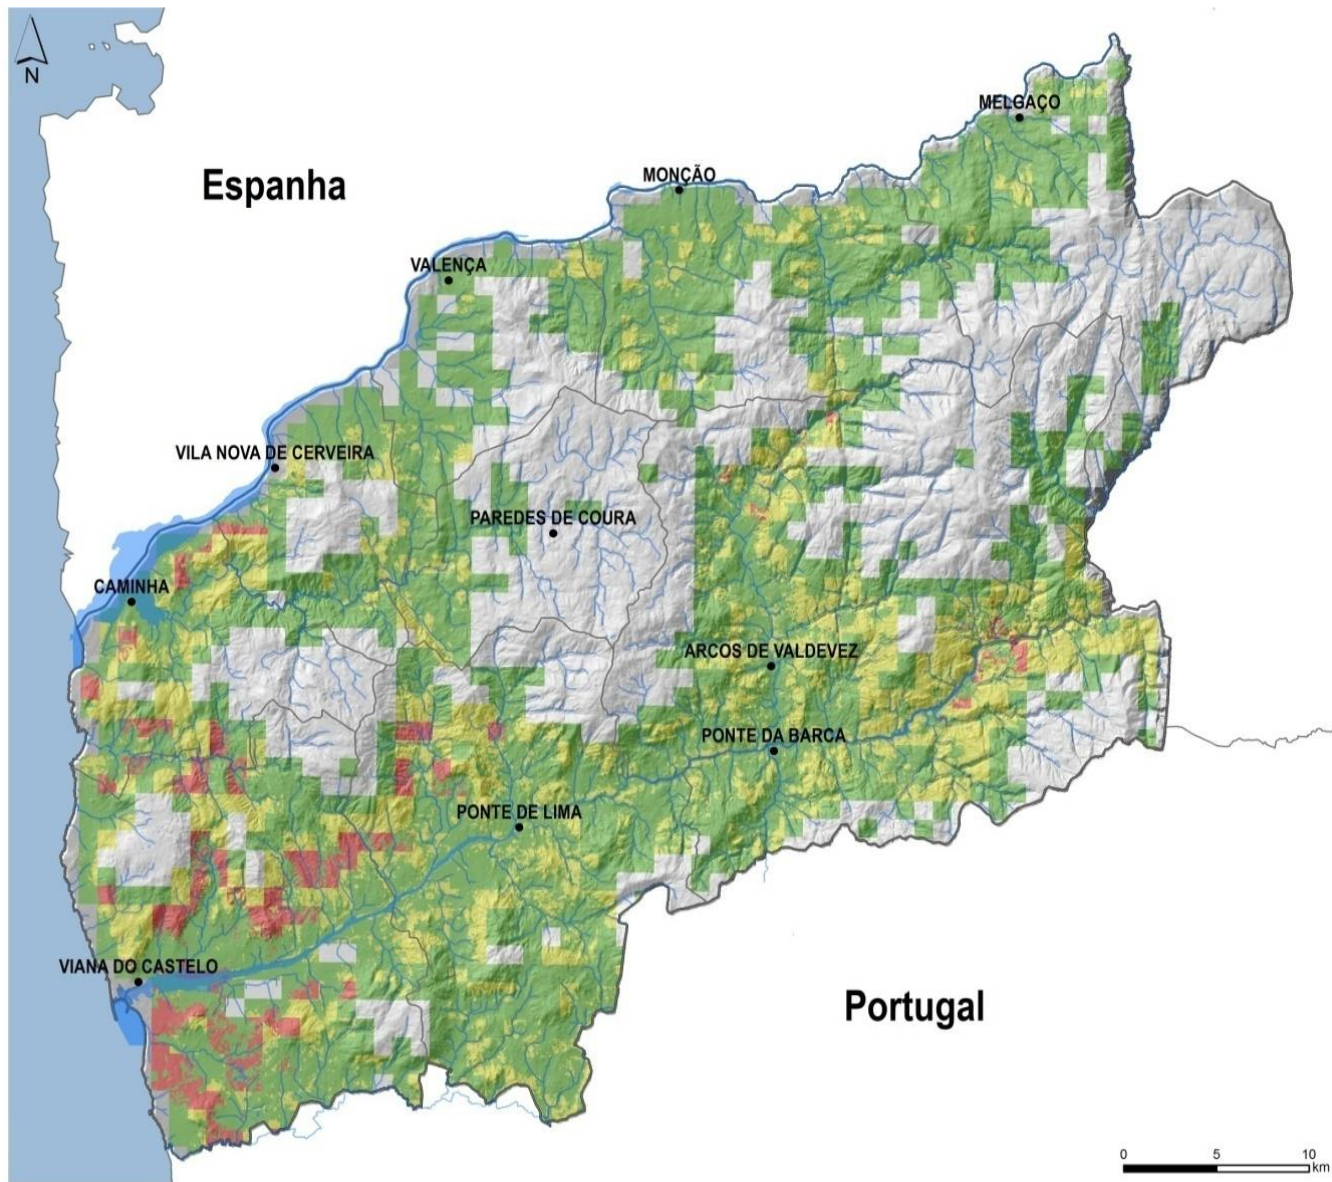 N
MELGAÇO
Espanha
MONÇÃO
VALENÇA
VILA NOVA DE CERVEIRA
PAREDES DE COURA
CAMINHA
ARCOS DE VALDEVEZ
PONTE DA BARCA
PONTE DE LIMA
VIANA DO CASTELO
Portugal
0 5 10
km